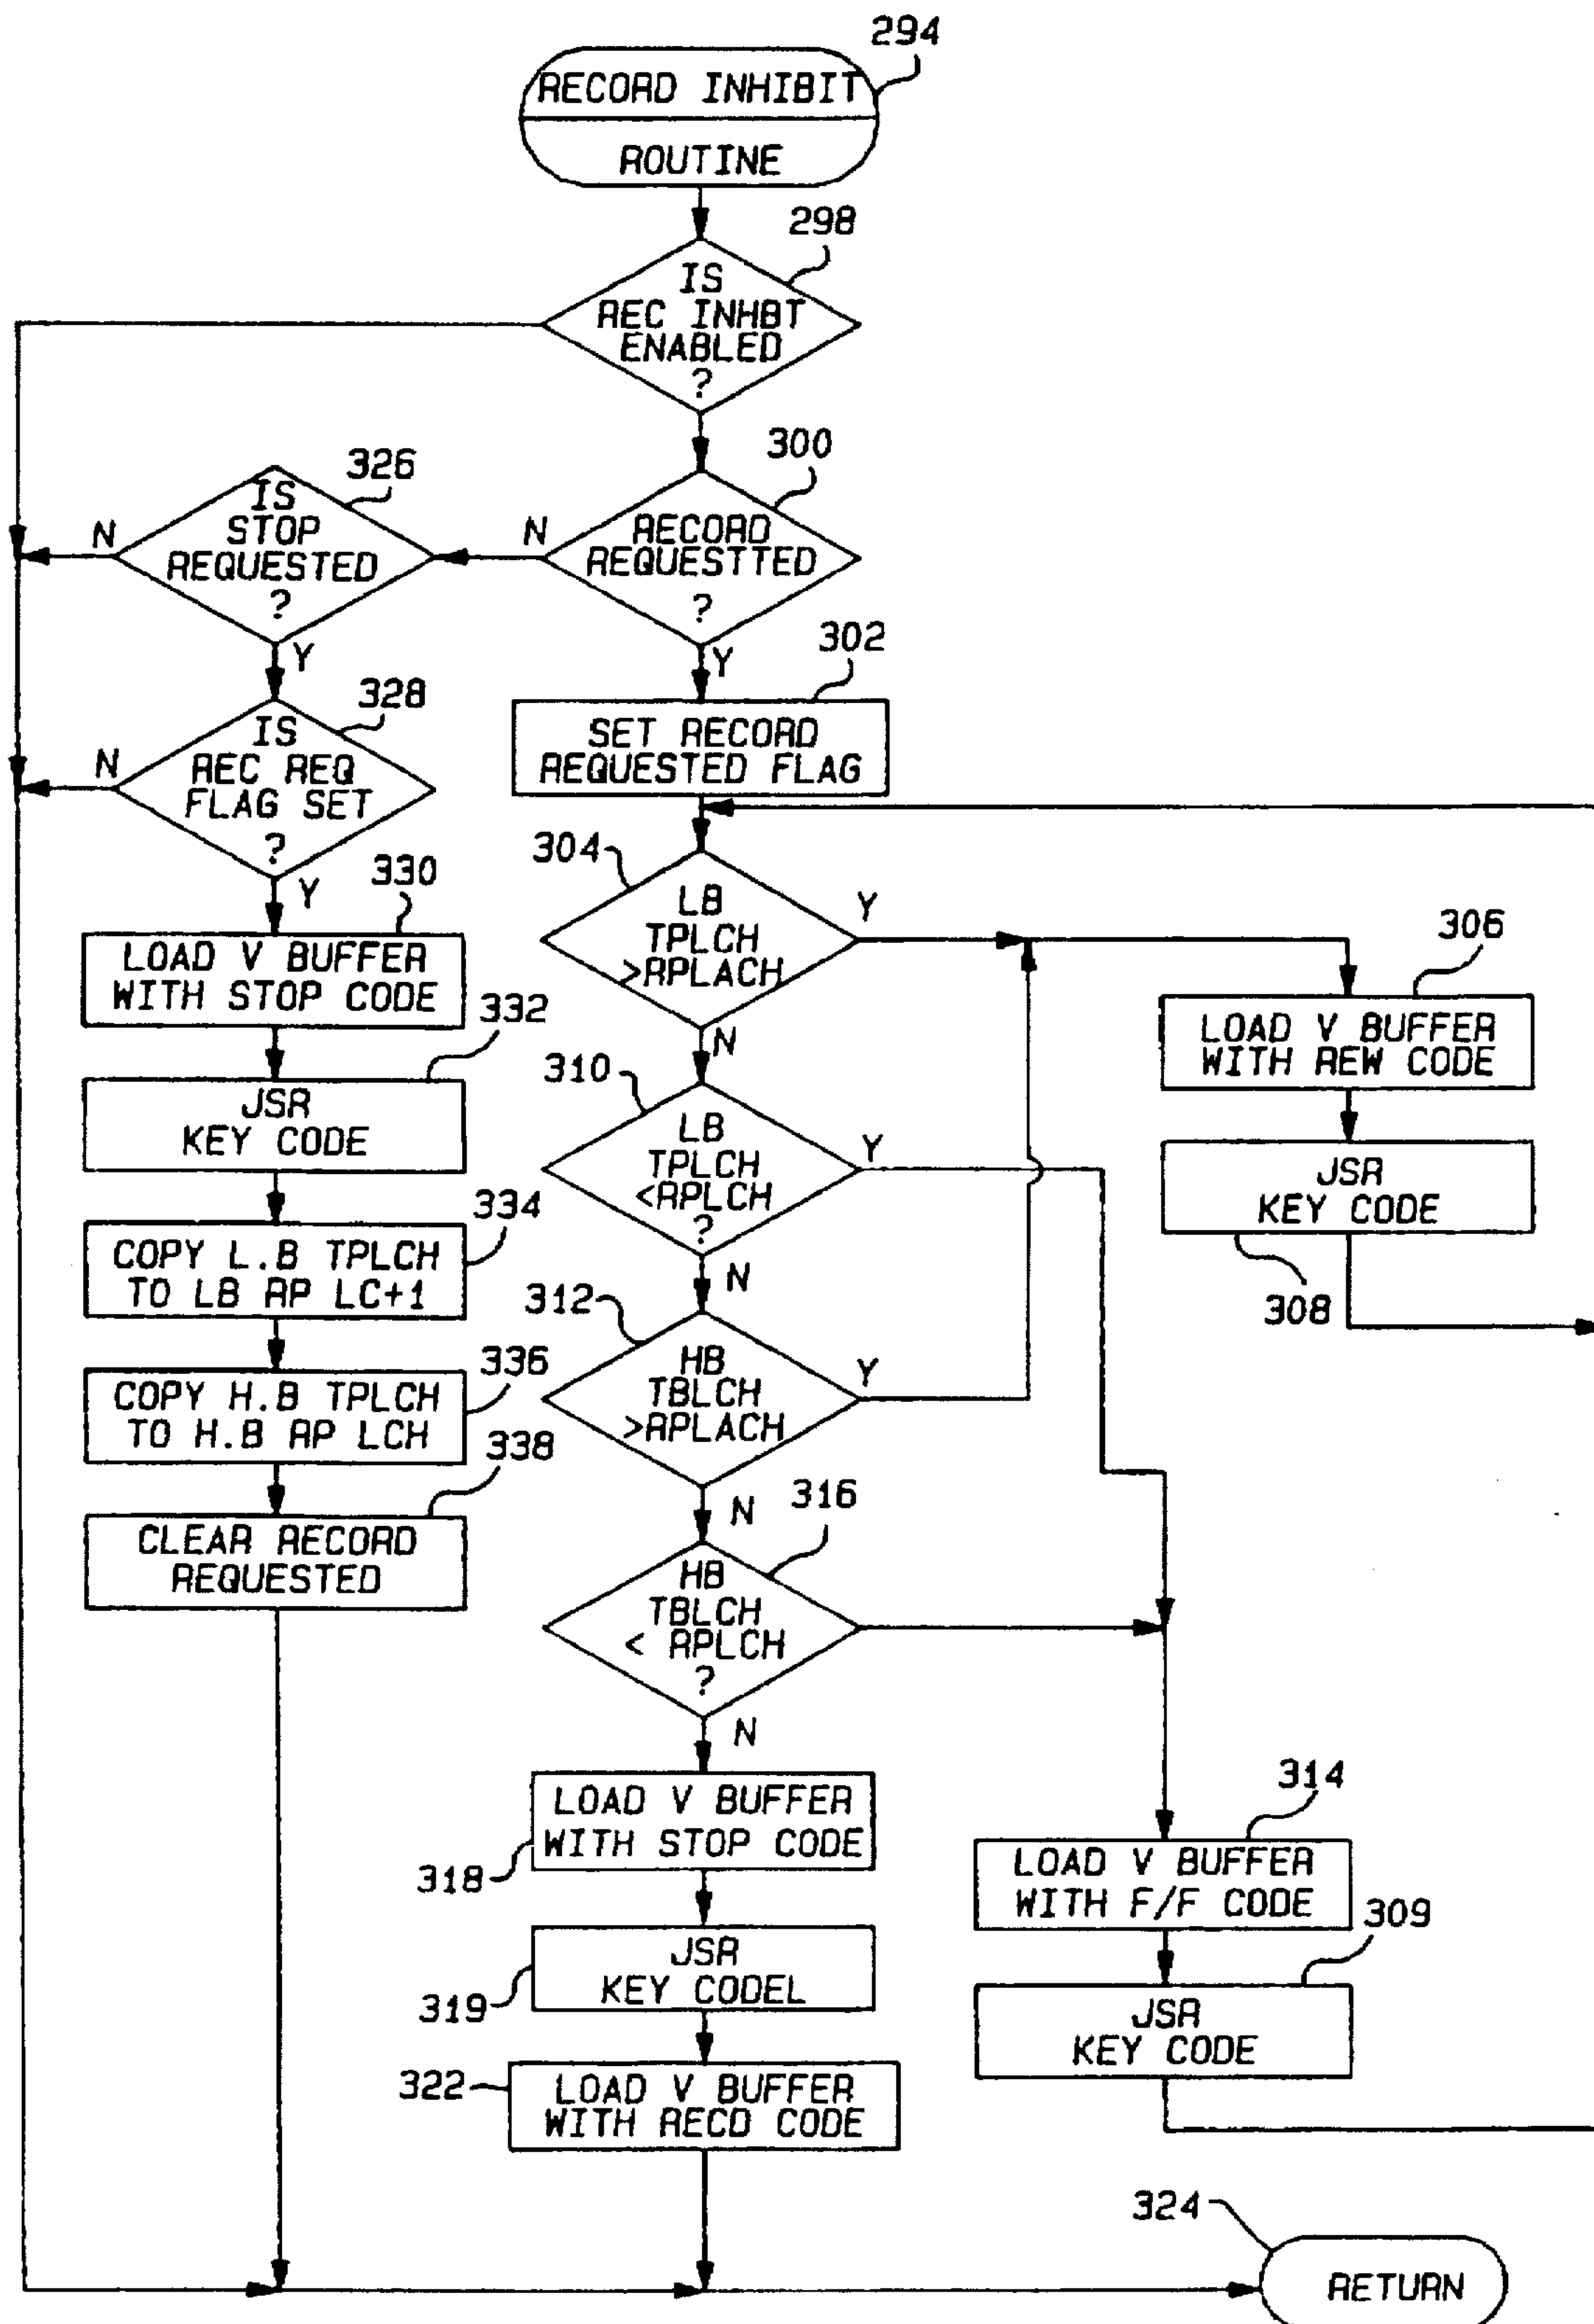 294
RECORD INHIBIT
ROUTINE
298
IS
REC INHBT
ENABLED
?
300
RECORD
REQUESTTED
?
N
Y
326
IS
STOP
REQUESTED
?
N
Y
302
SET RECORD
REQUESTED FLAG
328
IS
REC REQ
FLAG SET
?
N
Y
304
LB
TPLCH
>RPLACH
Y
N
306
LOAD V BUFFER
WITH REW CODE
JSR
KEY CODE
308
330
LOAD V BUFFER
WITH STOP CODE
332
JSR
KEY CODE
334
COPY L.B TPLCH
TO LB RP LC+1
336
COPY H.B TPLCH
TO H.B RP LCH
338
CLEAR RECORD
REQUESTED
310
LB
TPLCH
<RPLCH
?
Y
N
312
HB
TBLCH
>RPLACH
Y
N
316
HB
TBLCH
< RPLCH
?
N
LOAD V BUFFER
WITH STOP CODE
318
JSR
KEY CODEL
319
322
LOAD V BUFFER
WITH RECD CODE
314
LOAD V BUFFER
WITH F/F CODE
309
JSR
KEY CODE
324
RETURN